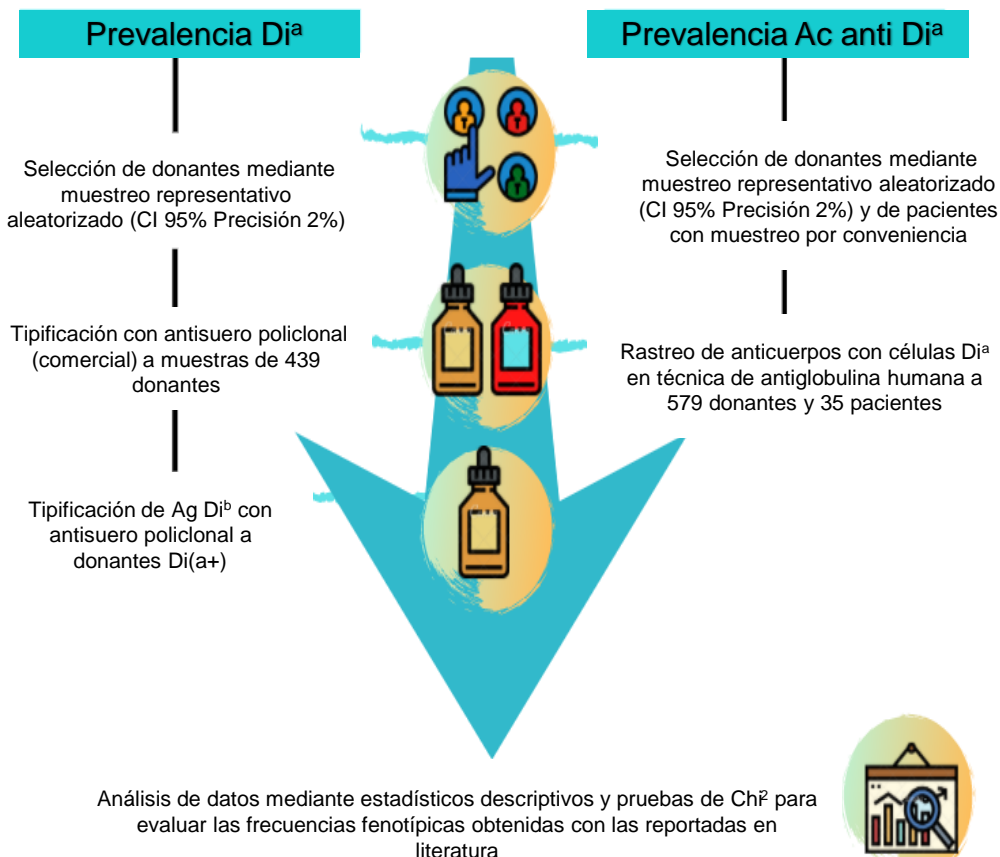 Prevalencia Diᵃ
Selección de donantes mediante
muestreo representativo
aleatorizado (CI 95% Precisión 2%)
Tipificación con antisuero policlonal
(comercial) a muestras de 439
donantes
Tipificación de Ag Diᵇ con
antisuero policlonal a
donantes Di(a+)
Prevalencia Ac anti Diᵃ
Selección de donantes mediante
muestreo representativo aleatorizado
(CI 95% Precisión 2%) y de pacientes
con muestreo por conveniencia
Rastreo de anticuerpos con células Diᵃ
en técnica de antiglobulina humana a
579 donantes y 35 pacientes
Análisis de datos mediante estadísticos descriptivos y pruebas de Chi² para
evaluar las frecuencias fenotípicas obtenidas con las reportadas en
literatura